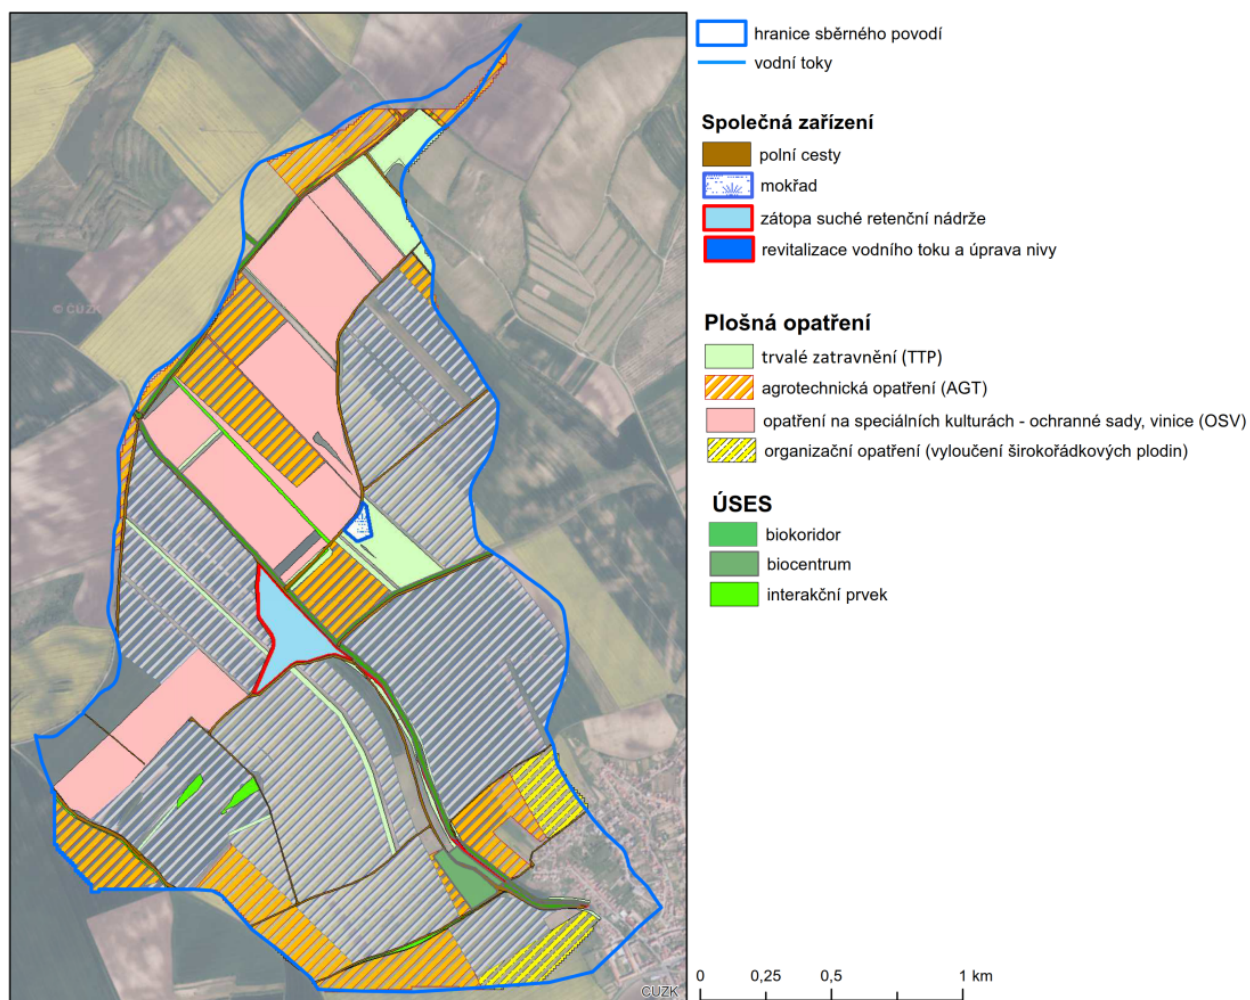 hranice sběrného povodí
vodní toky
Společná zařízení
polní cesty
mokřad
zátopa suché retenční nádrže
revitalizace vodního toku a úprava nivy
© ČÚZK
Plošná opatření
trvalé zatravnění (TTP)
agrotechnická opatření (AGT)
opatření na speciálních kulturách - ochranné sady, vinice (OSV)
organizační opatření (vyloučení širokořádkových plodin)
ÚSES
biokoridor
biocentrum
interakční prvek
0 0,25 0,5 1 km
ČÚZK